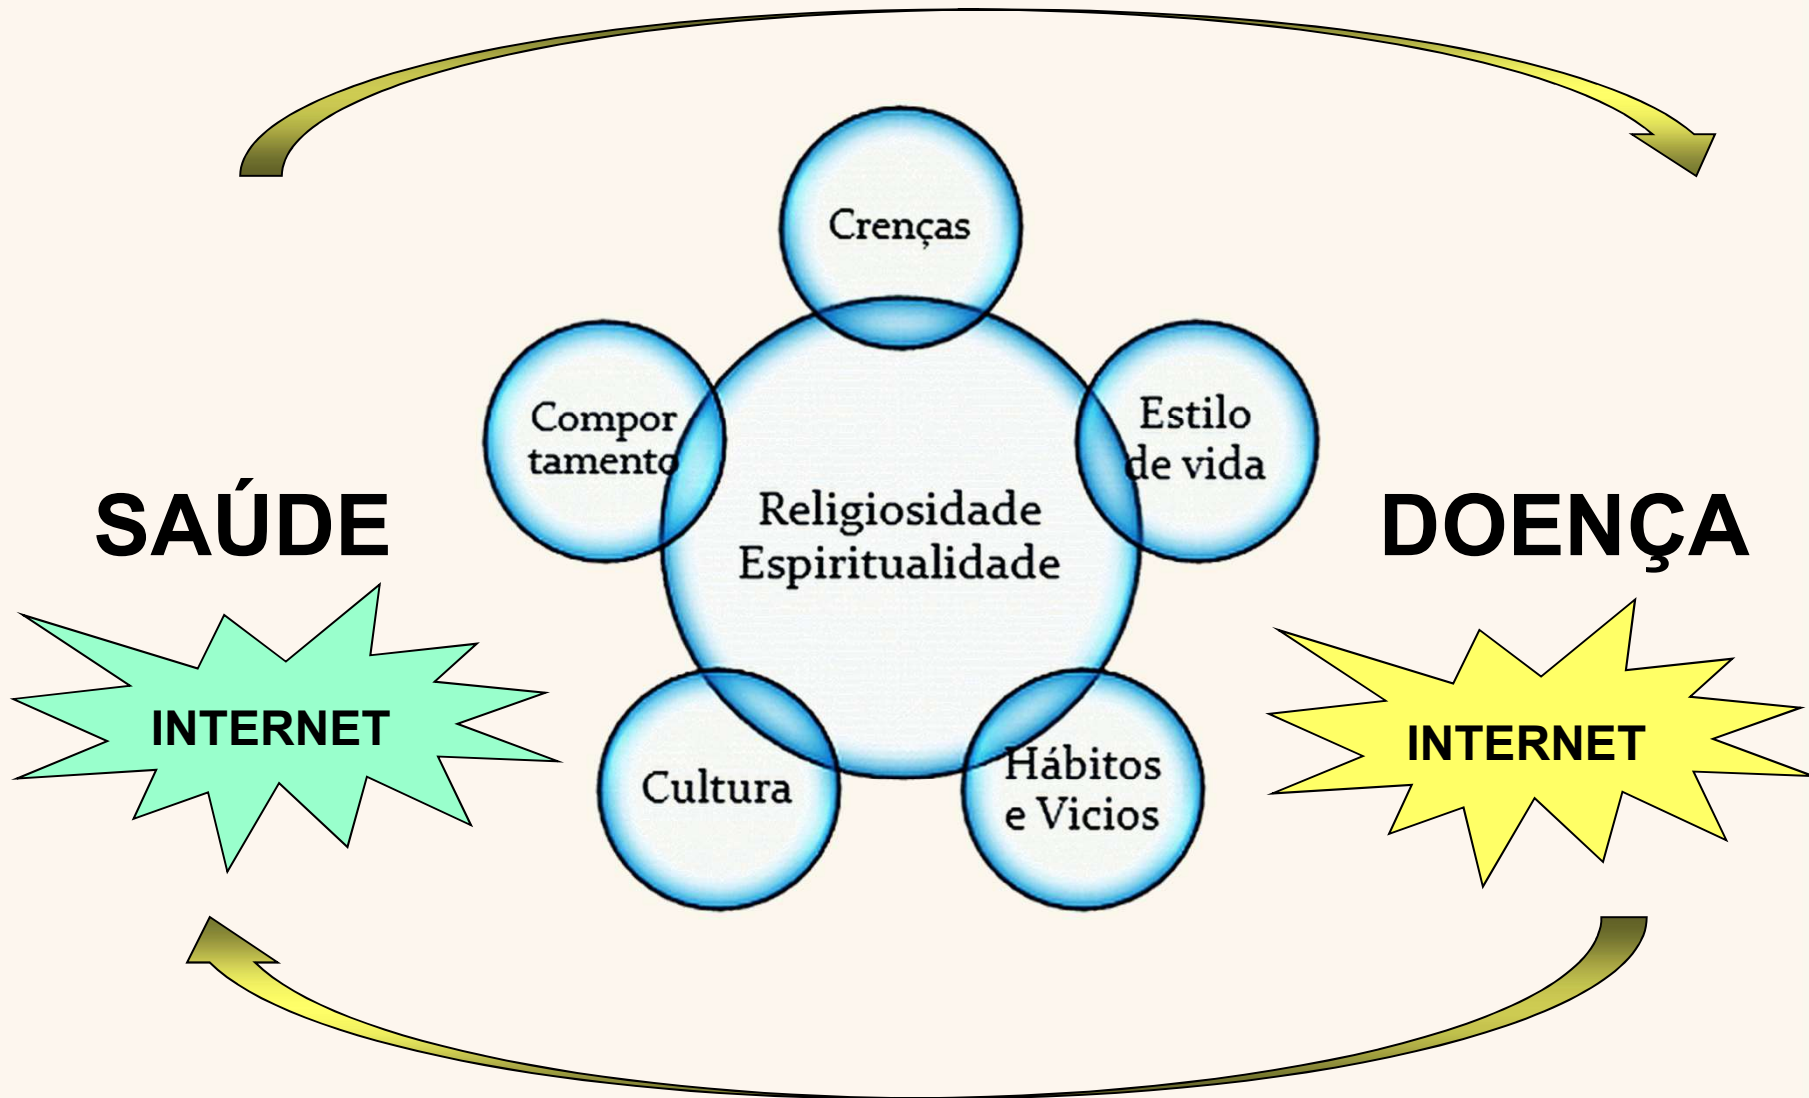 Crenças
Compor
tamento
Estilo
de vida
Religiosidade
Espiritualidade
SAÚDE
DOENÇA
INTERNET
INTERNET
Cultura
Hábitos
e Vicios